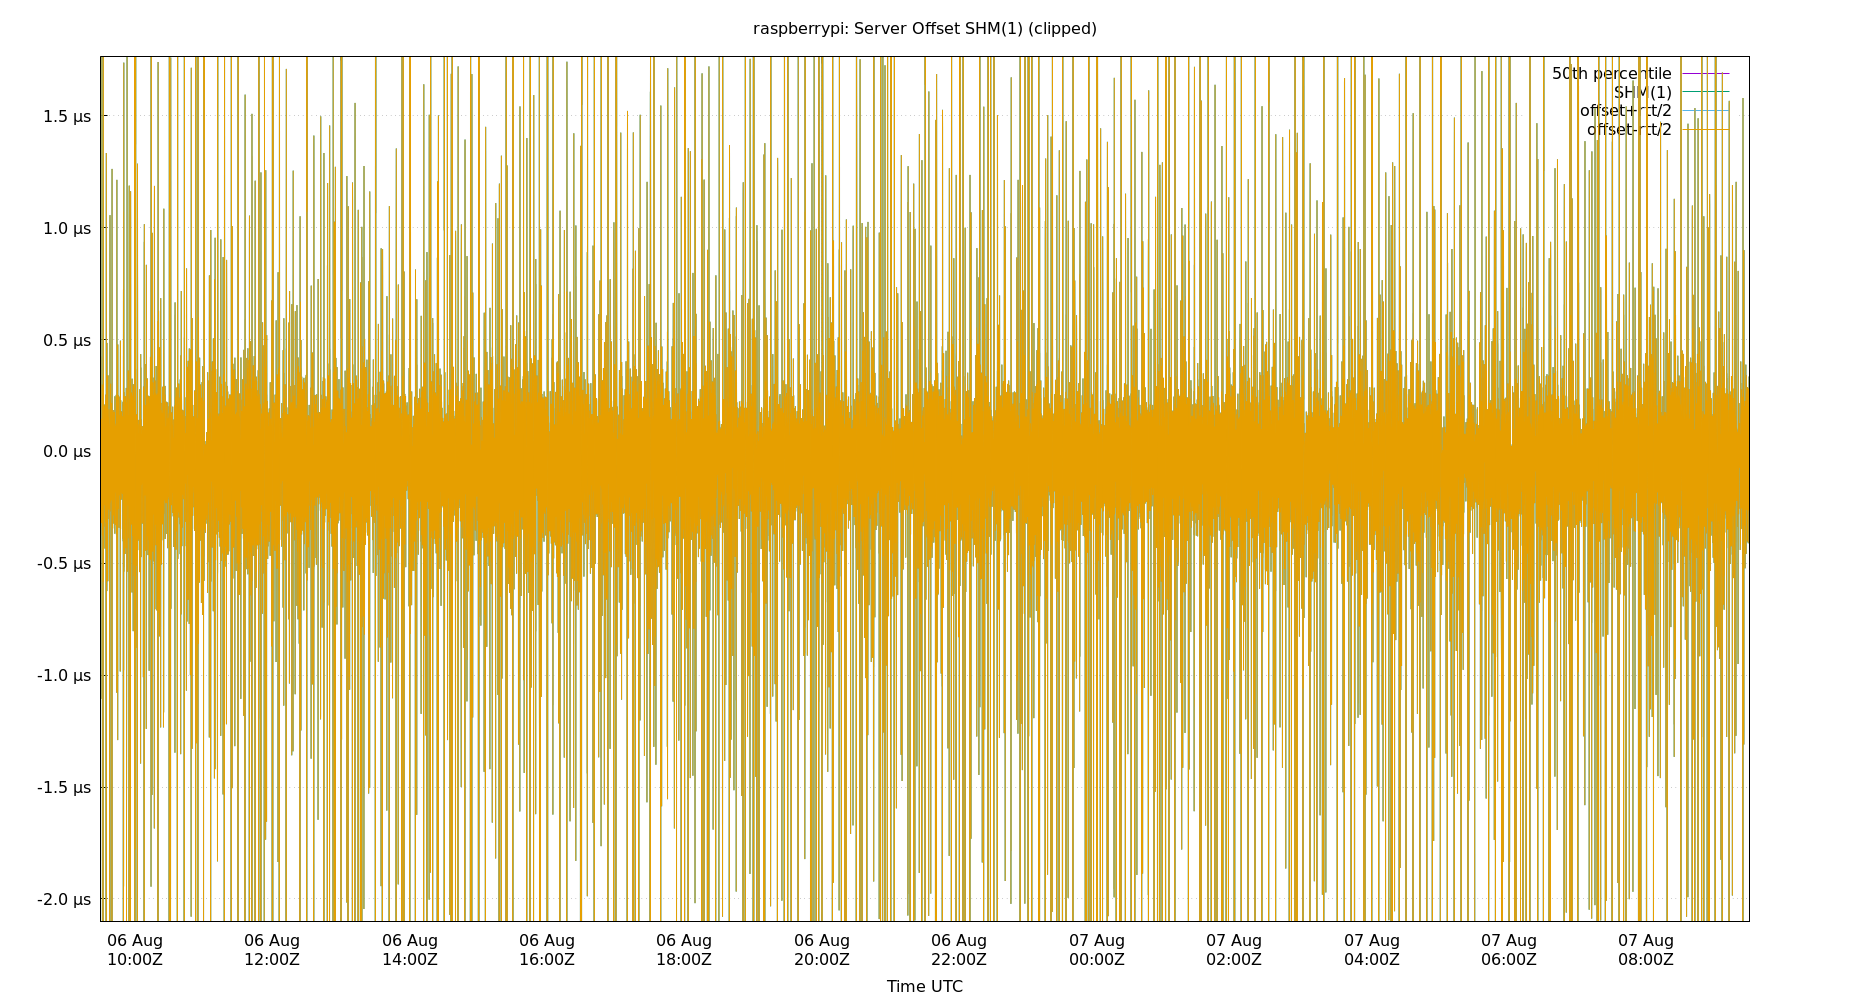 raspberrypi: Server Offset SHM(1) (clipped)
50th percentile
SHM(1)
offset+rtt/2
offset-rtt/2
1.5 µs
1.0 µs
0.5 µs
0.0 µs
-0.5 µs
-1.0 µs
-1.5 µs
-2.0 µs
06 Aug 06 Aug 06 Aug 06 Aug 06 Aug 06 Aug 06 Aug 07 Aug 07 Aug 07 Aug 07 Aug 07 Aug
10:00Z 12:00Z 14:00Z 16:00Z 18:00Z 20:00Z 22:00Z 00:00Z 02:00Z 04:00Z 06:00Z 08:00Z
Time UTC